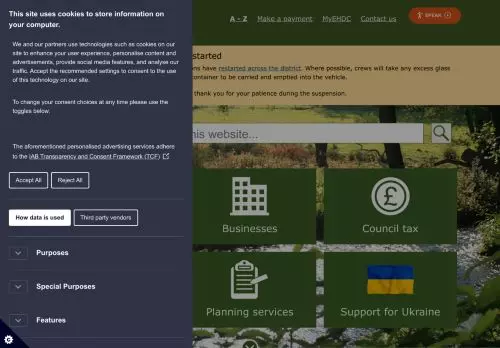 This site uses cookies to store information on
your computer.
We and our partners use technologies such as cookies on our
site to enhance your user experience, personalise content and
advertisements, provide social media features, and analyse our
traffic. Accept the recommended settings to consent to the use
of this technology on our site.
To change your consent choices at any time please use the
toggles below.
The aforementioned personalised advertising services adhere
to the IAB Transparency and Consent Framework (TCF)
Accept All
Reject All
How data is used
Third party vendors
Purposes
Special Purposes
Features
A - Z
Make a payment
MyEHDC
Contact us
SPEAK
started
ons have restarted across the district. Where possible, crews will take any excess glass
container to be carried and emptied into the vehicle.
thank you for your patience during the suspension.
his website...
Businesses
Council tax
Planning services
Support for Ukraine